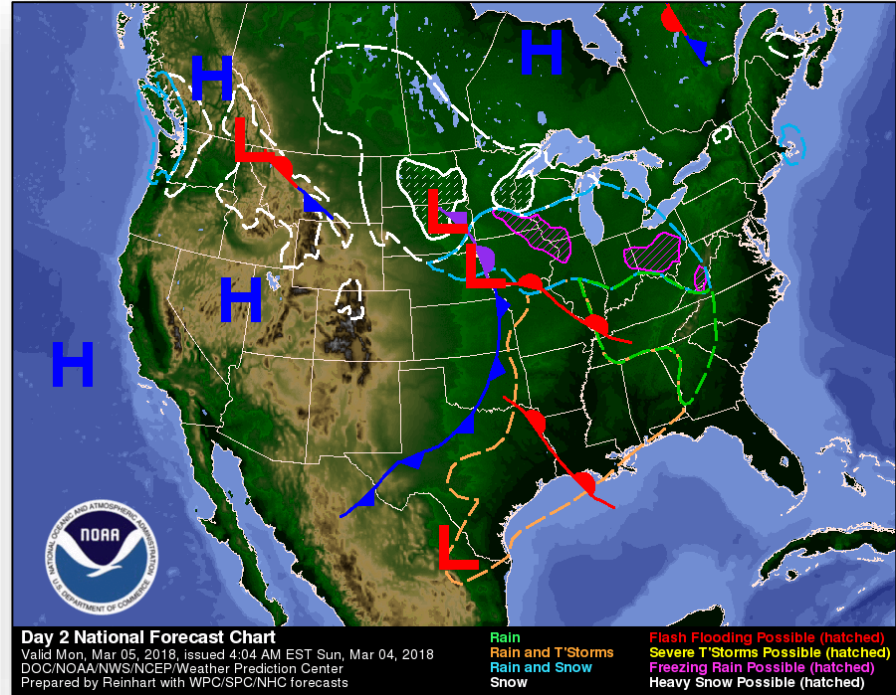 H
H
L
L
H
L
H
L
NATIONAL OCEANIC AND ATMOSPHERIC ADMINISTRATION
NOAA
U.S. DEPARTMENT OF COMMERCE
Day 2 National Forecast Chart
Valid Mon, Mar 05, 2018, issued 4:04 AM EST Sun, Mar 04, 2018
DOC/NOAA/NWS/NCEP/Weather Prediction Center
Prepared by Reinhart with WPC/SPC/NHC forecasts
Rain
Rain and T'Storms
Rain and Snow
Snow
Flash Flooding Possible (hatched)
Severe T'Storms Possible (hatched)
Freezing Rain Possible (hatched)
Heavy Snow Possible (hatched)